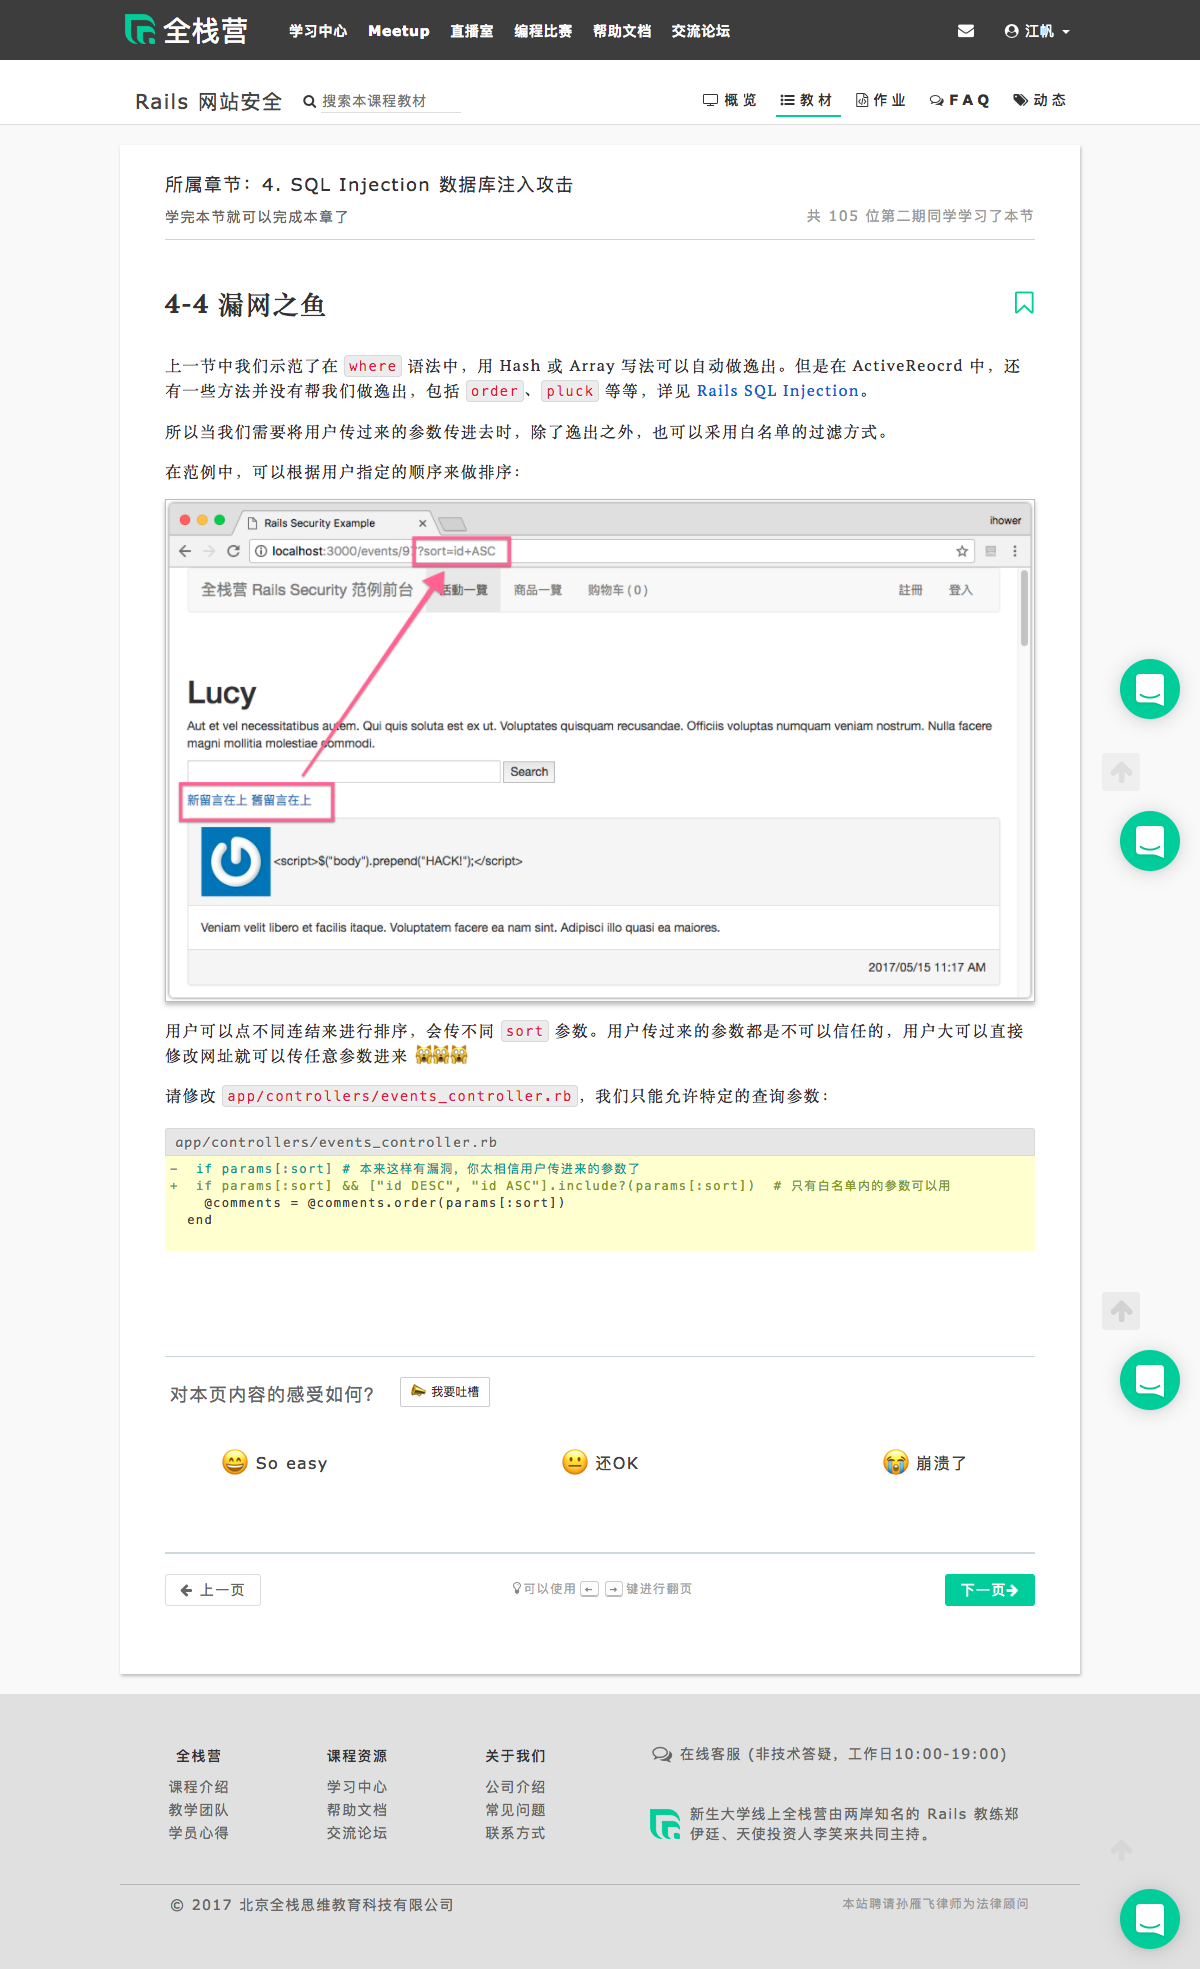 全栈营 学习中心 Meetup 直播室 编程比赛 帮助文档 交流论坛 江帆
Rails 网站安全 搜索本课程教材 概览 教材 作业 FAQ 动态
所属章节：4. SQL Injection 数据库注入攻击
学完本节就可以完成本章了 共 105 位第二期同学学习了本节
4-4 漏网之鱼
上一节中我们示范了在 where 语法中，用 Hash 或 Array 写法可以自动做逸出。但是在 ActiveReocrd 中，还
有一些方法并没有帮我们做逸出，包括 order、pluck 等等，详见 Rails SQL Injection。
所以当我们需要将用户传过来的参数传进去时，除了逸出之外，也可以采用白名单的过滤方式。
在范例中，可以根据用户指定的顺序来做排序：
Rails Security Example ihower
localhost:3000/events/97?sort=id+ASC
全栈营 Rails Security 范例前台 活動一覽 商品一覽 购物车 ( 0 ) 註冊 登入
Lucy
Aut et vel necessitatibus autem. Qui quis soluta est ex ut. Voluptates quisquam recusandae. Officiis voluptas numquam veniam nostrum. Nulla facere
magni mollitia molestiae commodi.
Search
新留言在上 舊留言在上
<script>$("body").prepend("HACK!");</script>
Veniam velit libero et facilis itaque. Voluptatem facere ea nam sint. Adipisci illo quasi ea maiores.
2017/05/15 11:17 AM
用户可以点不同连结来进行排序，会传不同 sort 参数。用户传过来的参数都是不可以信任的，用户大可以直接
修改网址就可以传任意参数进来 🙀🙀🙀
请修改 app/controllers/events_controller.rb，我们只能允许特定的查询参数：
app/controllers/events_controller.rb
-  if params[:sort] # 本来这样有漏洞，你太相信用户传进来的参数了
+  if params[:sort] && ["id DESC", "id ASC"].include?(params[:sort])  # 只有白名单内的参数可以用
@comments = @comments.order(params[:sort])
end
对本页内容的感受如何？ 我要吐槽
😄 So easy 😐 还OK 😭 崩溃了
上一页 可以使用 ← → 键进行翻页 下一页
全栈营 课程资源 关于我们 在线客服 (非技术答疑，工作日10:00-19:00)
课程介绍 学习中心 公司介绍
教学团队 帮助文档 常见问题 新生大学线上全栈营由两岸知名的 Rails 教练郑
学员心得 交流论坛 联系方式 伊廷、天使投资人李笑来共同主持。
© 2017 北京全栈思维教育科技有限公司 本站聘请孙雁飞律师为法律顾问